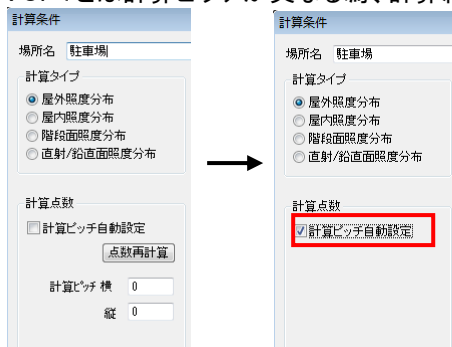 計算条件
場所名 駐車場
計算タイプ
屋外照度分布
屋内照度分布
階段面照度分布
直射/鉛直面照度分布
計算点数
計算ピッチ自動設定
点数再計算
計算ピッチ 横 0
縦 0
計算条件
場所名 駐車場
計算タイプ
屋外照度分布
屋内照度分布
階段面照度分布
直射/鉛直面照度分布
計算点数
計算ピッチ自動設定